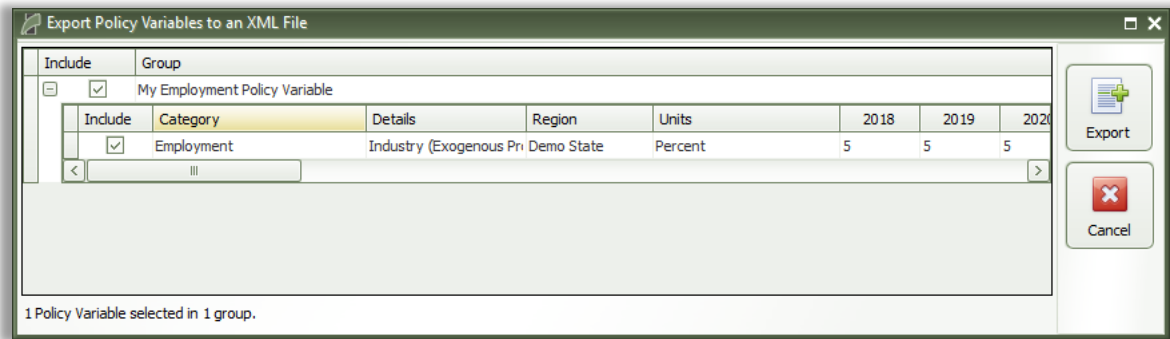 Export Policy Variables to an XML File
Include Group
My Employment Policy Variable
Include Category Details Region Units 2018 2019 2020
Employment Industry (Exogenous Pr Demo State Percent 5 5 5
Export
Cancel
1 Policy Variable selected in 1 group.